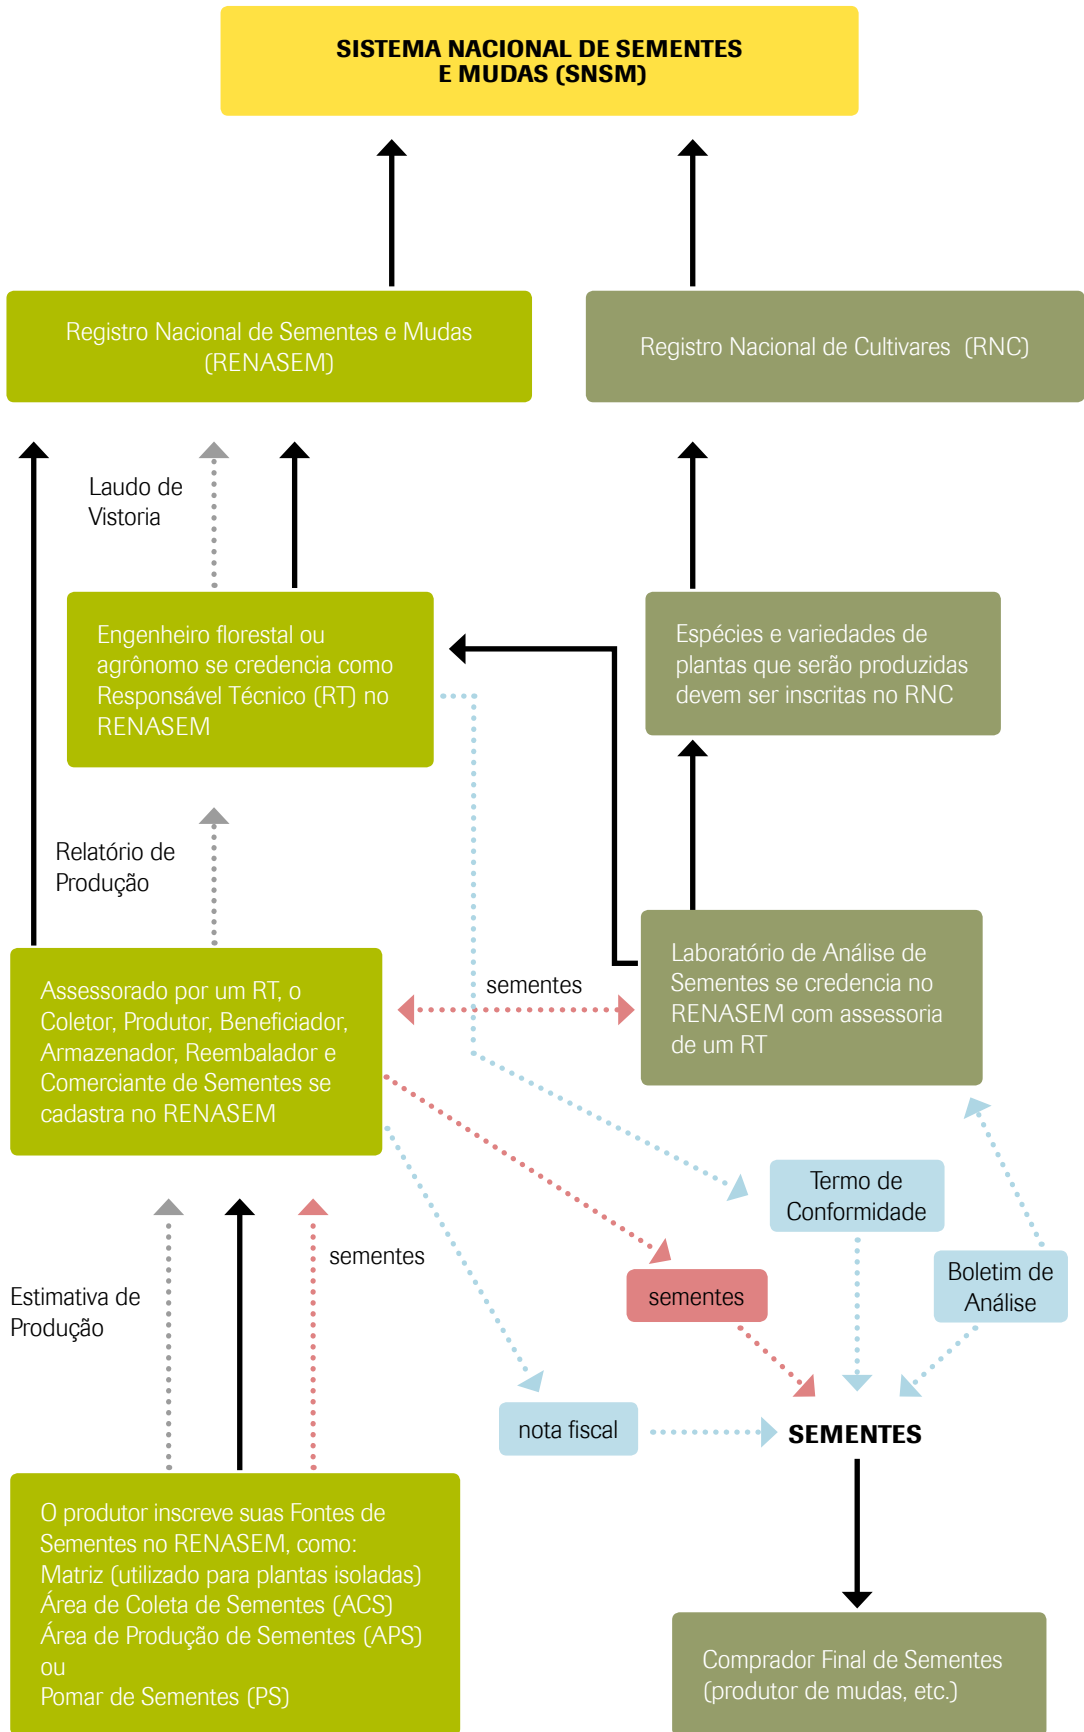 SISTEMA NACIONAL DE SEMENTES
E MUDAS (SNSM)
Registro Nacional de Sementes e Mudas
(RENASEM)
Registro Nacional de Cultivares (RNC)
Laudo de
Vistoria
Engenheiro florestal ou
agrônomo se credencia como
Responsável Técnico (RT) no
RENASEM
Espécies e variedades de
plantas que serão produzidas
devem ser inscritas no RNC
Relatório de
Produção
Assessorado por um RT, o
Coletor, Produtor, Beneficiador,
Armazenador, Reembalador e
Comerciante de Sementes se
cadastra no RENASEM
sementes
Laboratório de Análise de
Sementes se credencia no
RENASEM com assessoria
de um RT
Termo de
Conformidade
Boletim de
Análise
sementes
sementes
Estimativa de
Produção
nota fiscal
SEMENTES
O produtor inscreve suas Fontes de
Sementes no RENASEM, como:
Matriz (utilizado para plantas isoladas)
Área de Coleta de Sementes (ACS)
Área de Produção de Sementes (APS)
ou
Pomar de Sementes (PS)
Comprador Final de Sementes
(produtor de mudas, etc.)